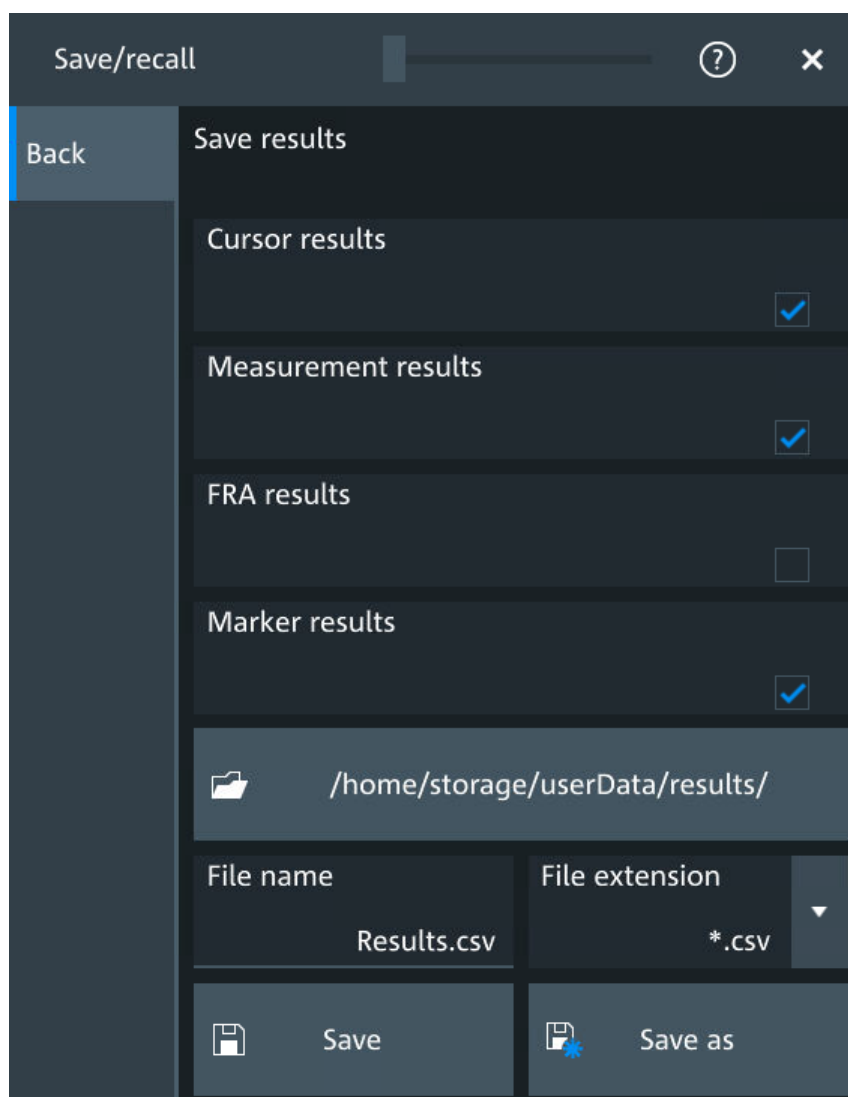 Save/recall
Back
Save results
Cursor results
Measurement results
FRA results
Marker results
/home/storage/userData/results/
File name
File extension
Results.csv
*.csv
Save
Save as